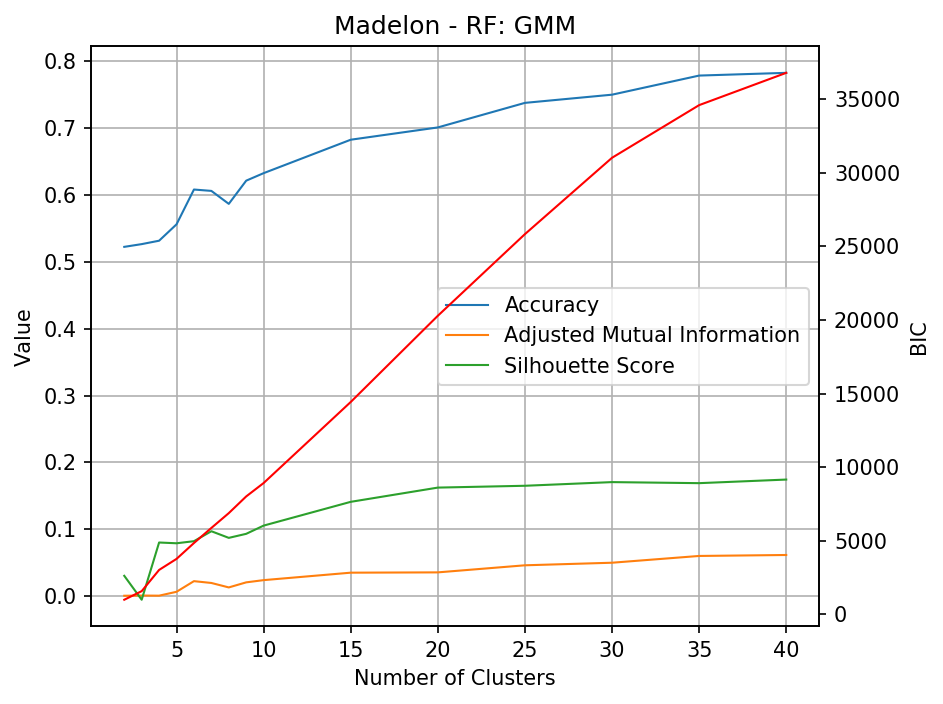 Madelon - RF: GMM
0.8
0.7
0.6
0.5
0.4
0.3
0.2
0.1
0.0
Value
35000
30000
25000
20000
15000
10000
5000
0
BIC
Accuracy
Adjusted Mutual Information
Silhouette Score
5 10 15 20 25 30 35 40
Number of Clusters